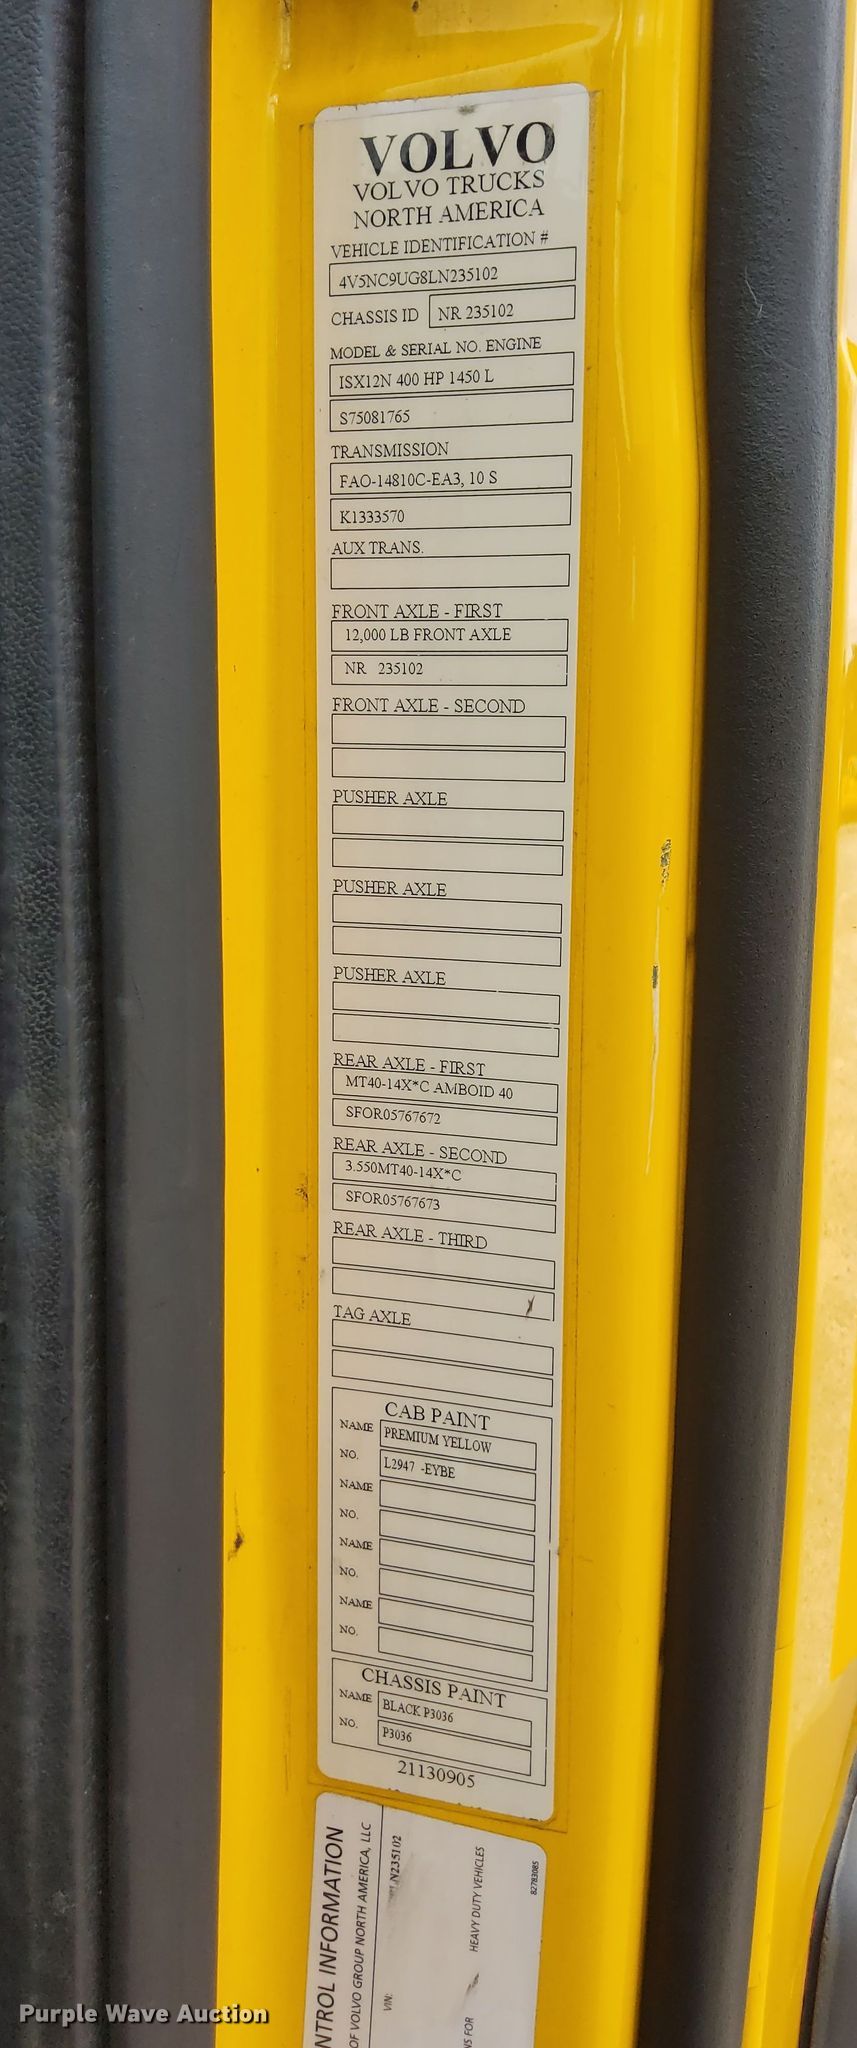 VOLVO
VOLVO TRUCKS
NORTH AMERICA
VEHICLE IDENTIFICATION #
4V5NC9UG8LN235102
CHASSIS ID NR 235102
MODEL & SERIAL NO. ENGINE
ISX12N 400 HP 1450 L
S75081765
TRANSMISSION
FAO-14810C-EA3, 10 S
K1333570
AUX TRANS.
FRONT AXLE - FIRST
12,000 LB FRONT AXLE
NR 235102
FRONT AXLE - SECOND
PUSHER AXLE
PUSHER AXLE
PUSHER AXLE
REAR AXLE - FIRST
MT40-14X*C AMBOID 40
SFOR05767672
REAR AXLE - SECOND
3.550MT40-14X*C
SFOR05767673
REAR AXLE - THIRD
TAG AXLE
CAB PAINT
NAME PREMIUM YELLOW
NO. L2947 -EYBE
NAME
NO.
NAME
NO.
NAME
NO.
CHASSIS PAINT
NAME BLACK P3036
NO. P3036
21130905
NTROL INFORMATION
OF VOLVO GROUP NORTH AMERICA, LLC
VIN: LN235102
NS FOR HEAVY DUTY VEHICLES
82783085
Purple Wave Auction